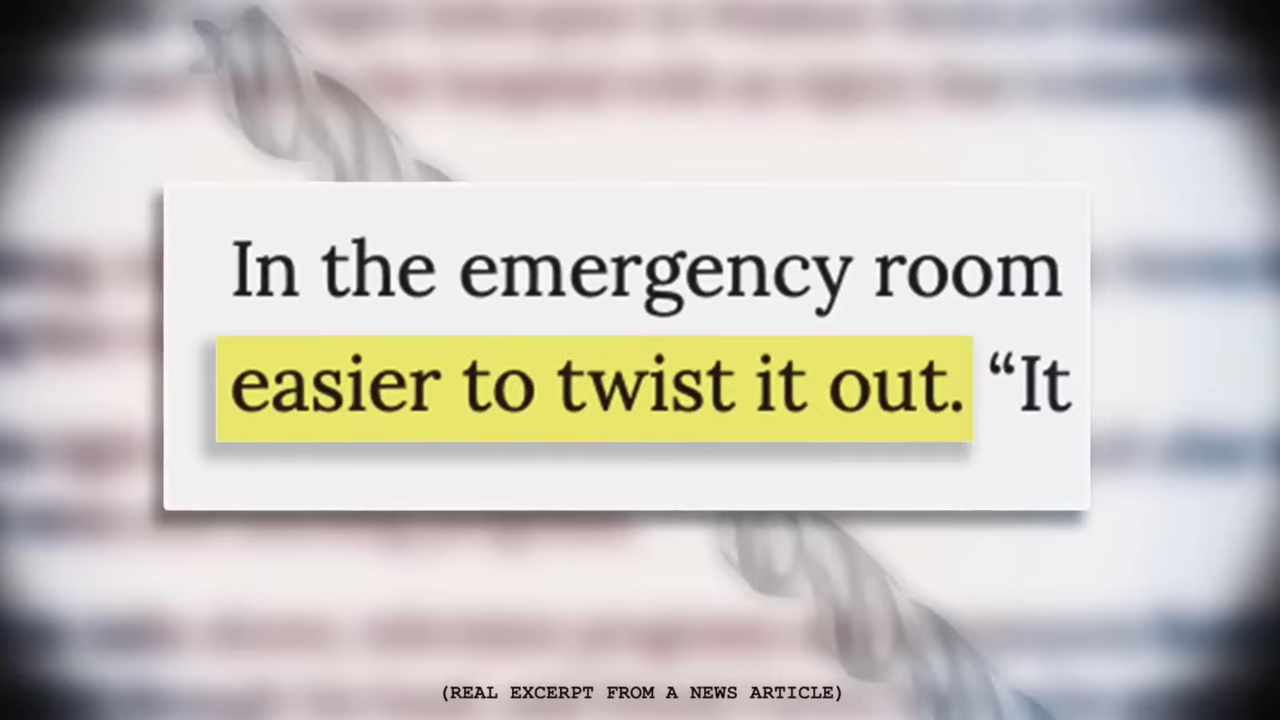 In the emergency room
easier to twist it out. “It
(REAL EXCERPT FROM A NEWS ARTICLE)